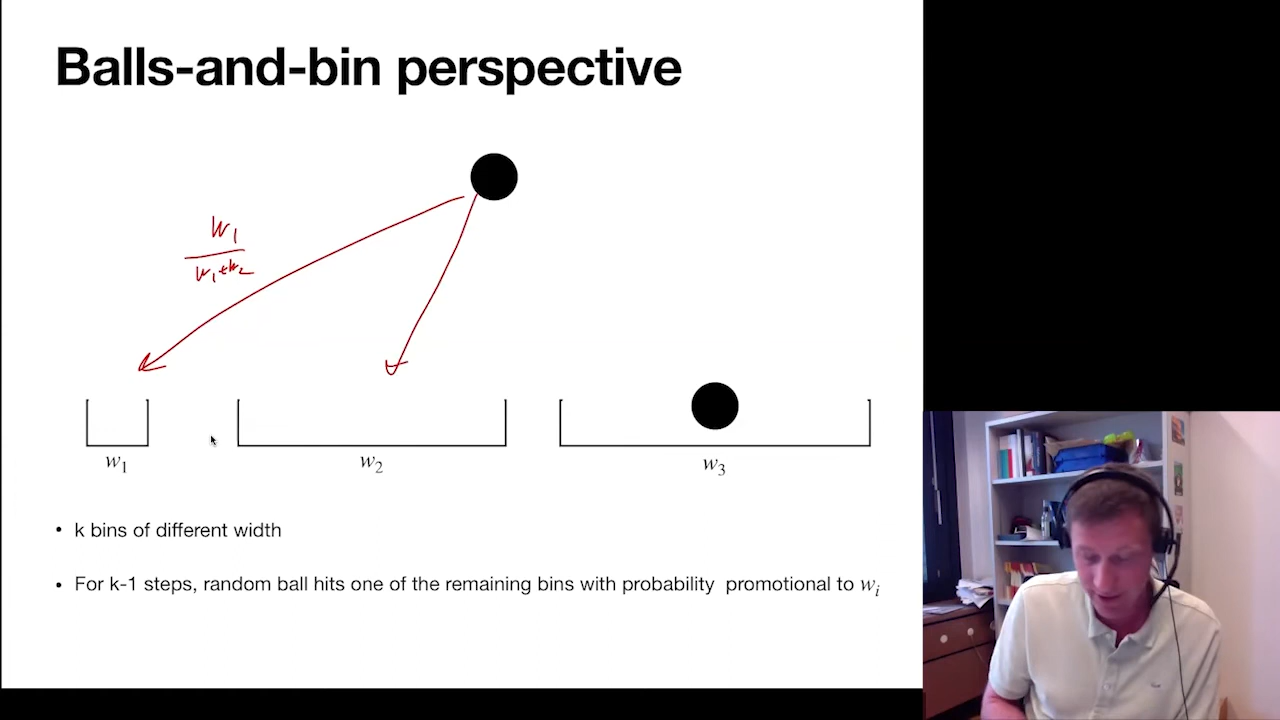 Balls-and-bin perspective
w₁
w₁+w₂
w₁
w₂
w₃
• k bins of different width
• For k-1 steps, random ball hits one of the remaining bins with probability promotional to wᵢ